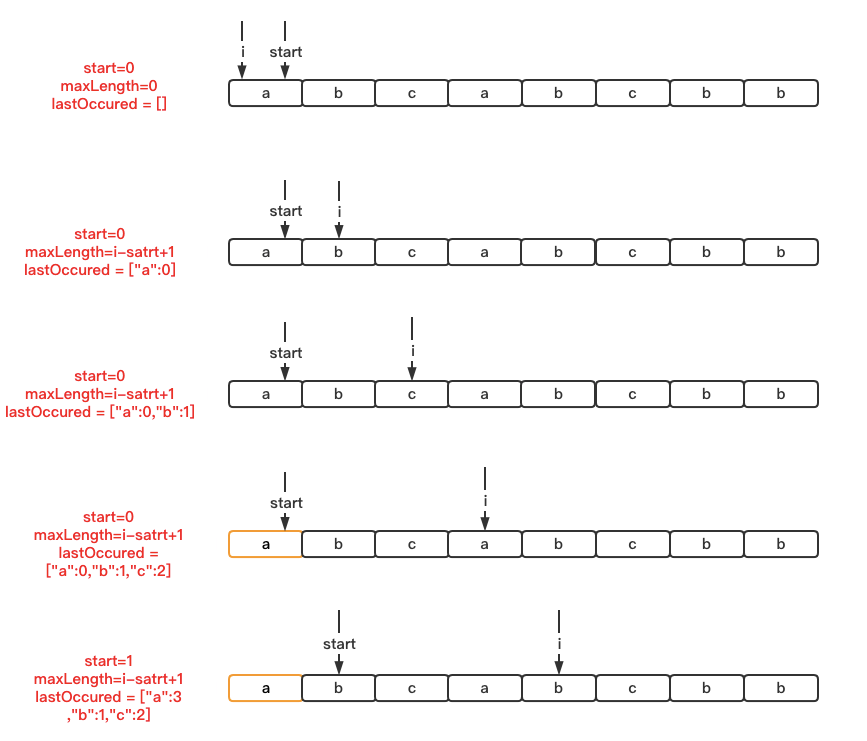 i start
start=0
maxLength=0
lastOccured = []
a b c a b c b b
start i
start=0
maxLength=i-satrt+1
lastOccured = ["a":0]
a b c a b c b b
start i
start=0
maxLength=i-satrt+1
lastOccured = ["a":0,"b":1]
a b c a b c b b
start i
start=0
maxLength=i-satrt+1
lastOccured =
["a":0,"b":1,"c":2]
a b c a b c b b
start i
start=1
maxLength=i-satrt+1
lastOccured = ["a":3
,"b":1,"c":2]
a b c a b c b b